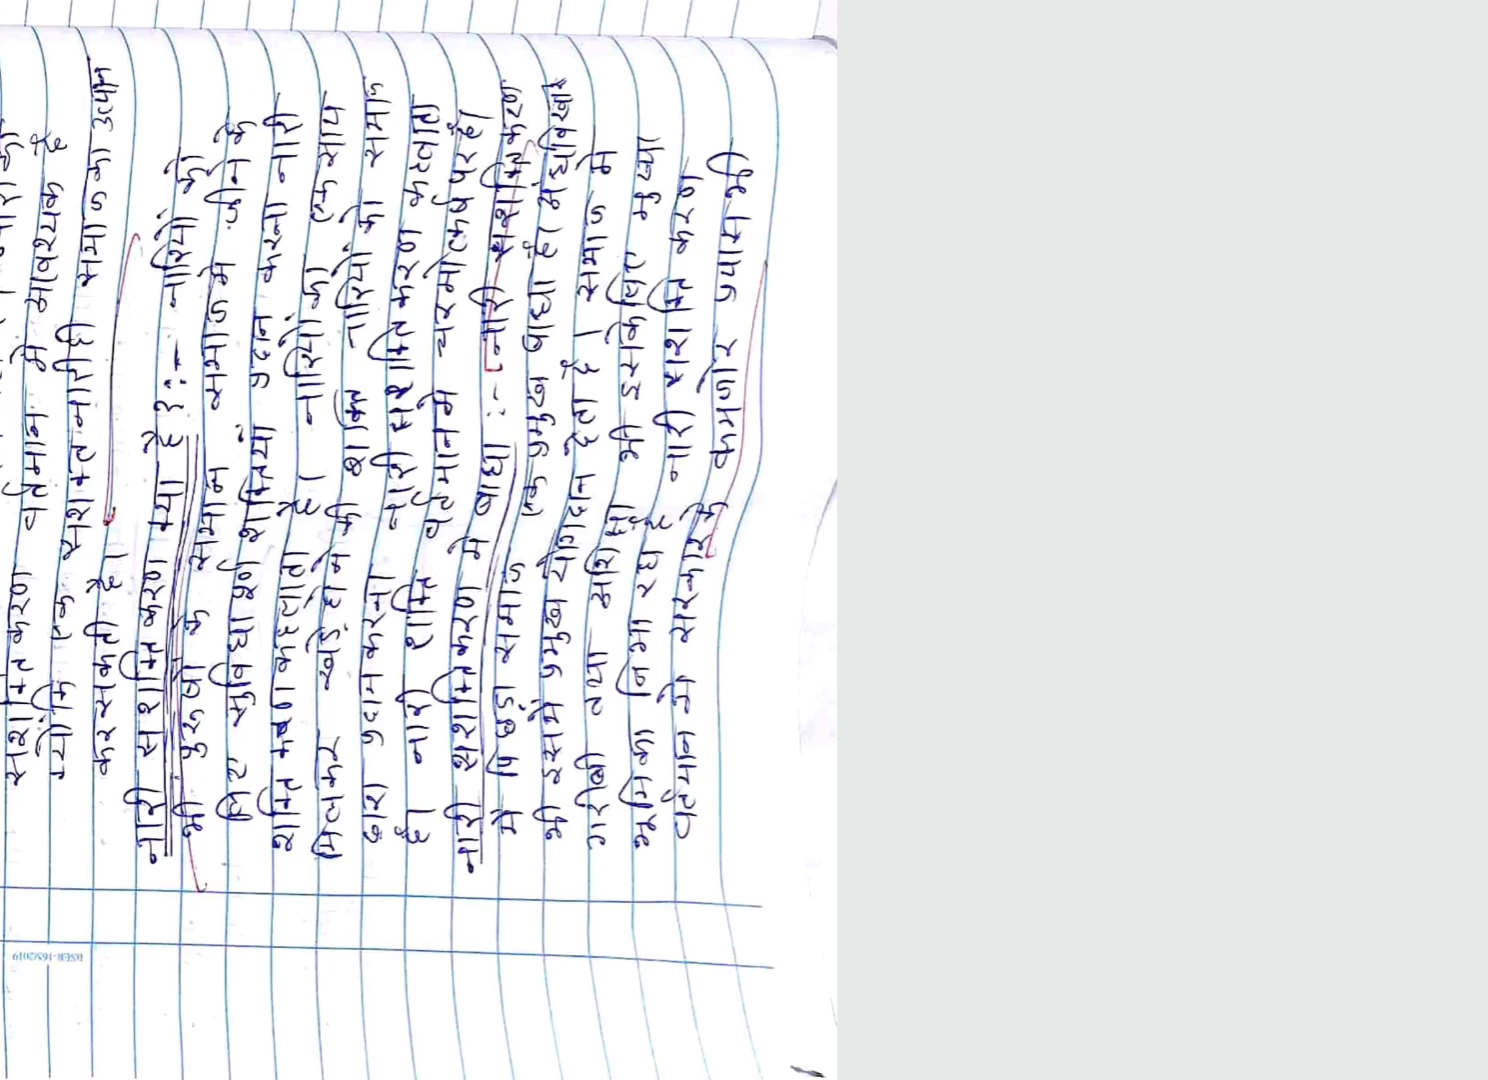 सशक्तिकरण वर्तमान में आवश्यक है
क्योंकि एक सशक्त नारी ही समाज का उत्थान
कर सकती है।
नारी सशक्तिकरण क्या है?:- नारियों को
भी पुरुषों के समान समाज में जीने के
लिए सुविधा पूर्ण शक्तियां प्रदान करना नारी
शक्तिकरण कहलाता है। नारियों को एक साथ
मिलकर खड़े होने की शक्ति नारियों को समाज
द्वारा प्रदान करना नारी सशक्तिकरण कहलाता
है। नारी शक्ति वर्तमान में चरमोत्कर्ष पर है।
नारी सशक्तिकरण में बाधा :- नारी सशक्तिकरण
में पिछड़ा समाज एक प्रमुख बाधा है। अंधविश्वास
भी इसमें प्रमुख योगदान देता है। समाज में
गरीबी तथा अशिक्षा भी इसके लिए मुख्य
भूमिका निभा रहे हैं नारी सशक्तिकरण
वर्तमान में सरकार के कमजोर प्रयास भी
BSER-165/2019